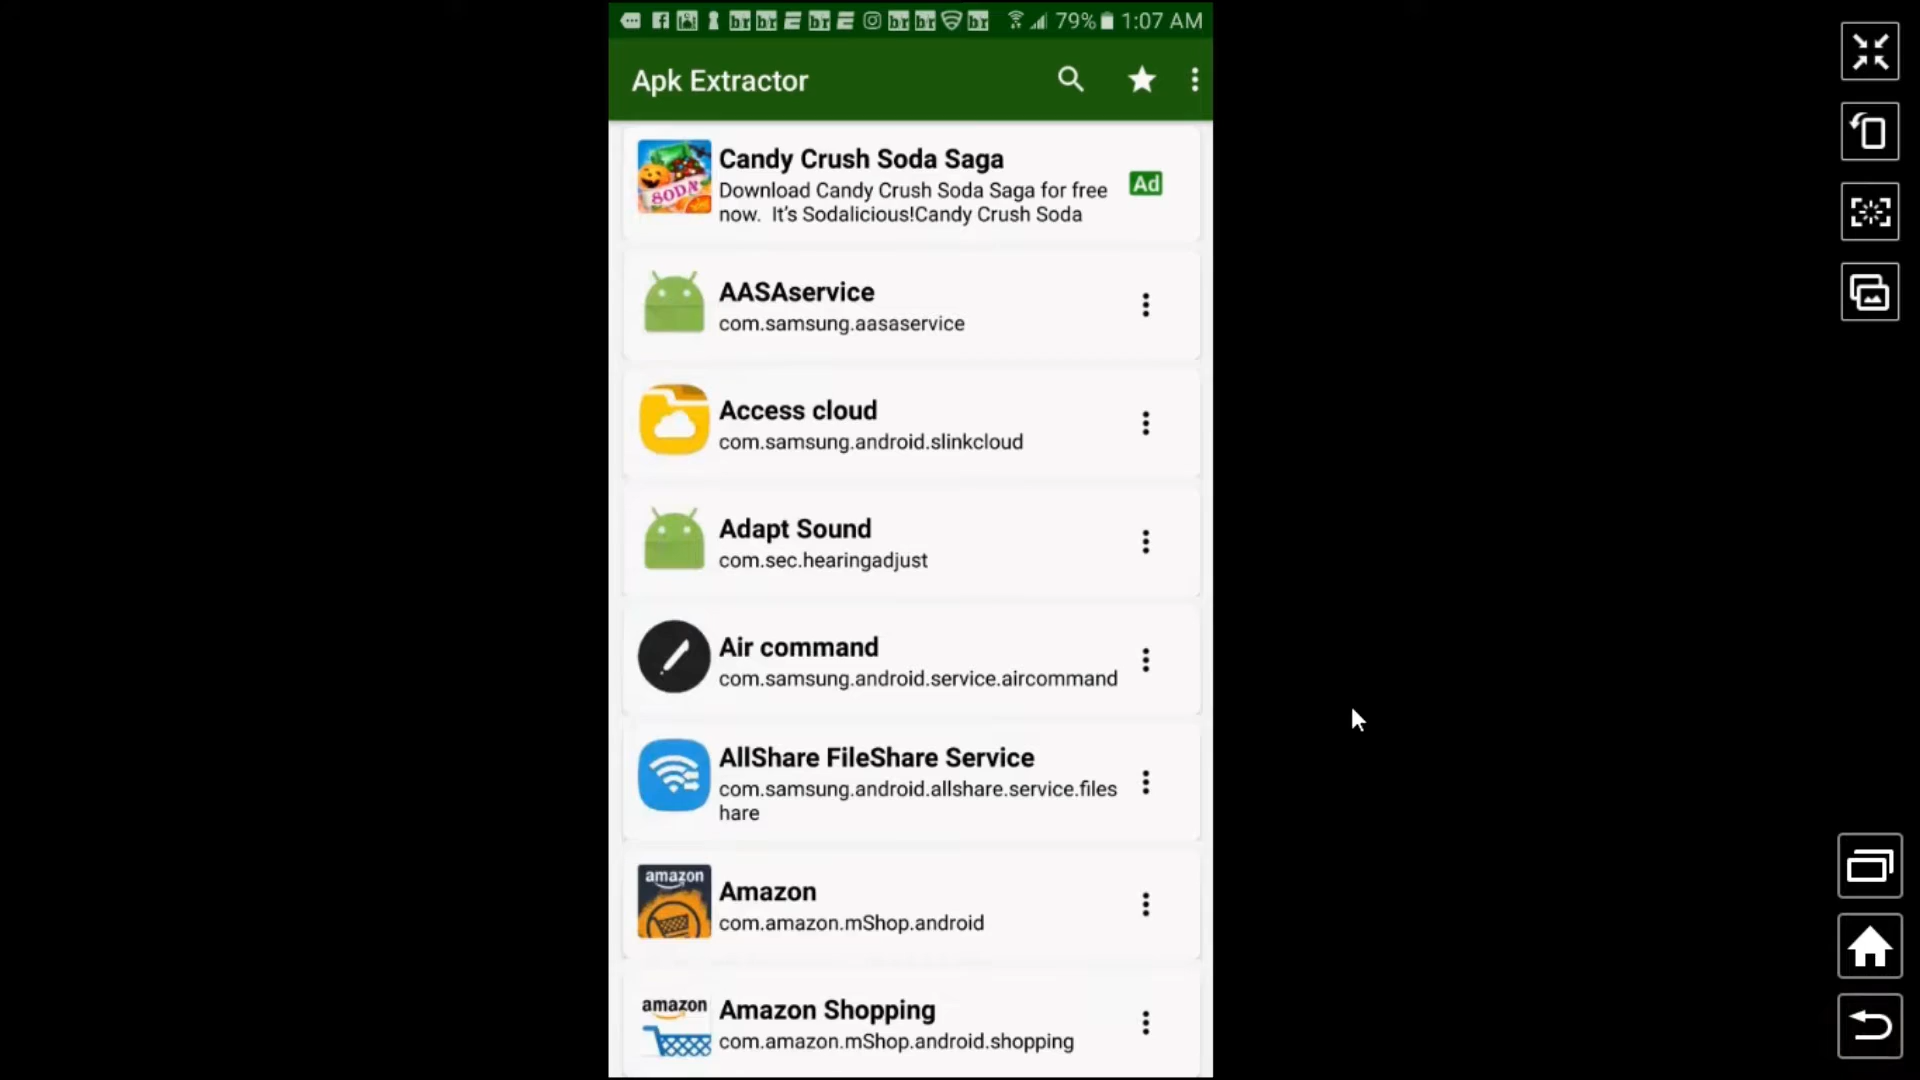 79% 1:07 AM
Apk Extractor
Candy Crush Soda Saga
Download Candy Crush Soda Saga for free
now. It's Sodalicious!Candy Crush Soda
Ad
SODA
AASAservice
com.samsung.aasaservice
Access cloud
com.samsung.android.slinkcloud
Adapt Sound
com.sec.hearingadjust
Air command
com.samsung.android.service.aircommand
AllShare FileShare Service
com.samsung.android.allshare.service.files
hare
amazon
Amazon
com.amazon.mShop.android
amazon
Amazon Shopping
com.amazon.mShop.android.shopping